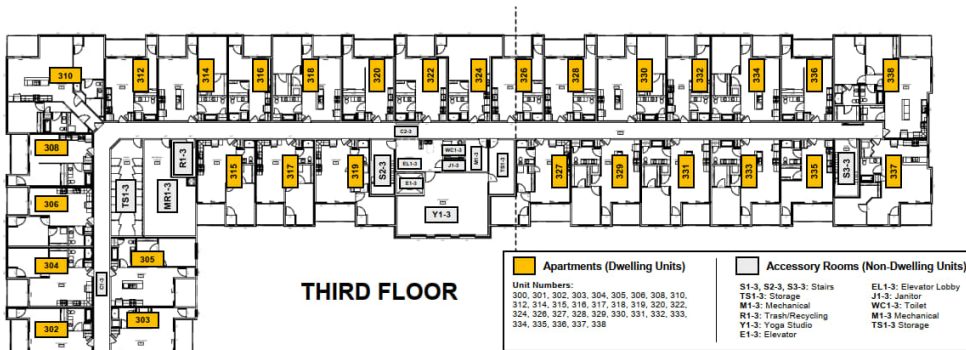 310
312
314
316
318
320
322
324
326
328
330
332
334
336
338
C2-3
308
R1-3
315
317
319
S2-3
EL1-3
E1-3
WC1-3
J1-3
M1-3
TS1-3
327
329
331
333
335
S3-3
337
306
TS1-3
MR1-3
Y1-3
304
305
302
303
THIRD FLOOR
Apartments (Dwelling Units)
Unit Numbers:
300, 301, 302, 303, 304, 305, 306, 308, 310,
312, 314, 315, 316, 317, 318, 319, 320, 322,
324, 326, 327, 328, 329, 330, 331, 332, 333,
334, 335, 336, 337, 338
Accessory Rooms (Non-Dwelling Units)
S1-3, S2-3, S3-3: Stairs
TS1-3: Storage
M1-3: Mechanical
R1-3: Trash/Recycling
Y1-3: Yoga Studio
E1-3: Elevator
EL1-3: Elevator Lobby
J1-3: Janitor
WC1-3: Toilet
M1-3 Mechanical
TS1-3 Storage